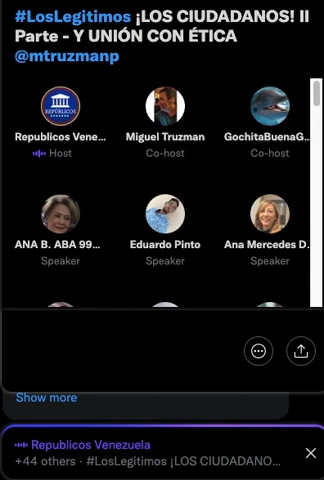 #LosLegitimos ¡LOS CIUDADANOS! II
Parte - Y UNIÓN CON ÉTICA
@mtruzmanp
REPÚBLICOS
Republicos Vene...
Miguel Truzman
GochitaBuenaG...
Host
Co-host
Co-host
ANA B. ABA 99...
Eduardo Pinto
Ana Mercedes D.
Speaker
Speaker
Speaker
Show more
Republicos Venezuela
+44 others · #LosLegitimos ¡LOS CIUDADANO...